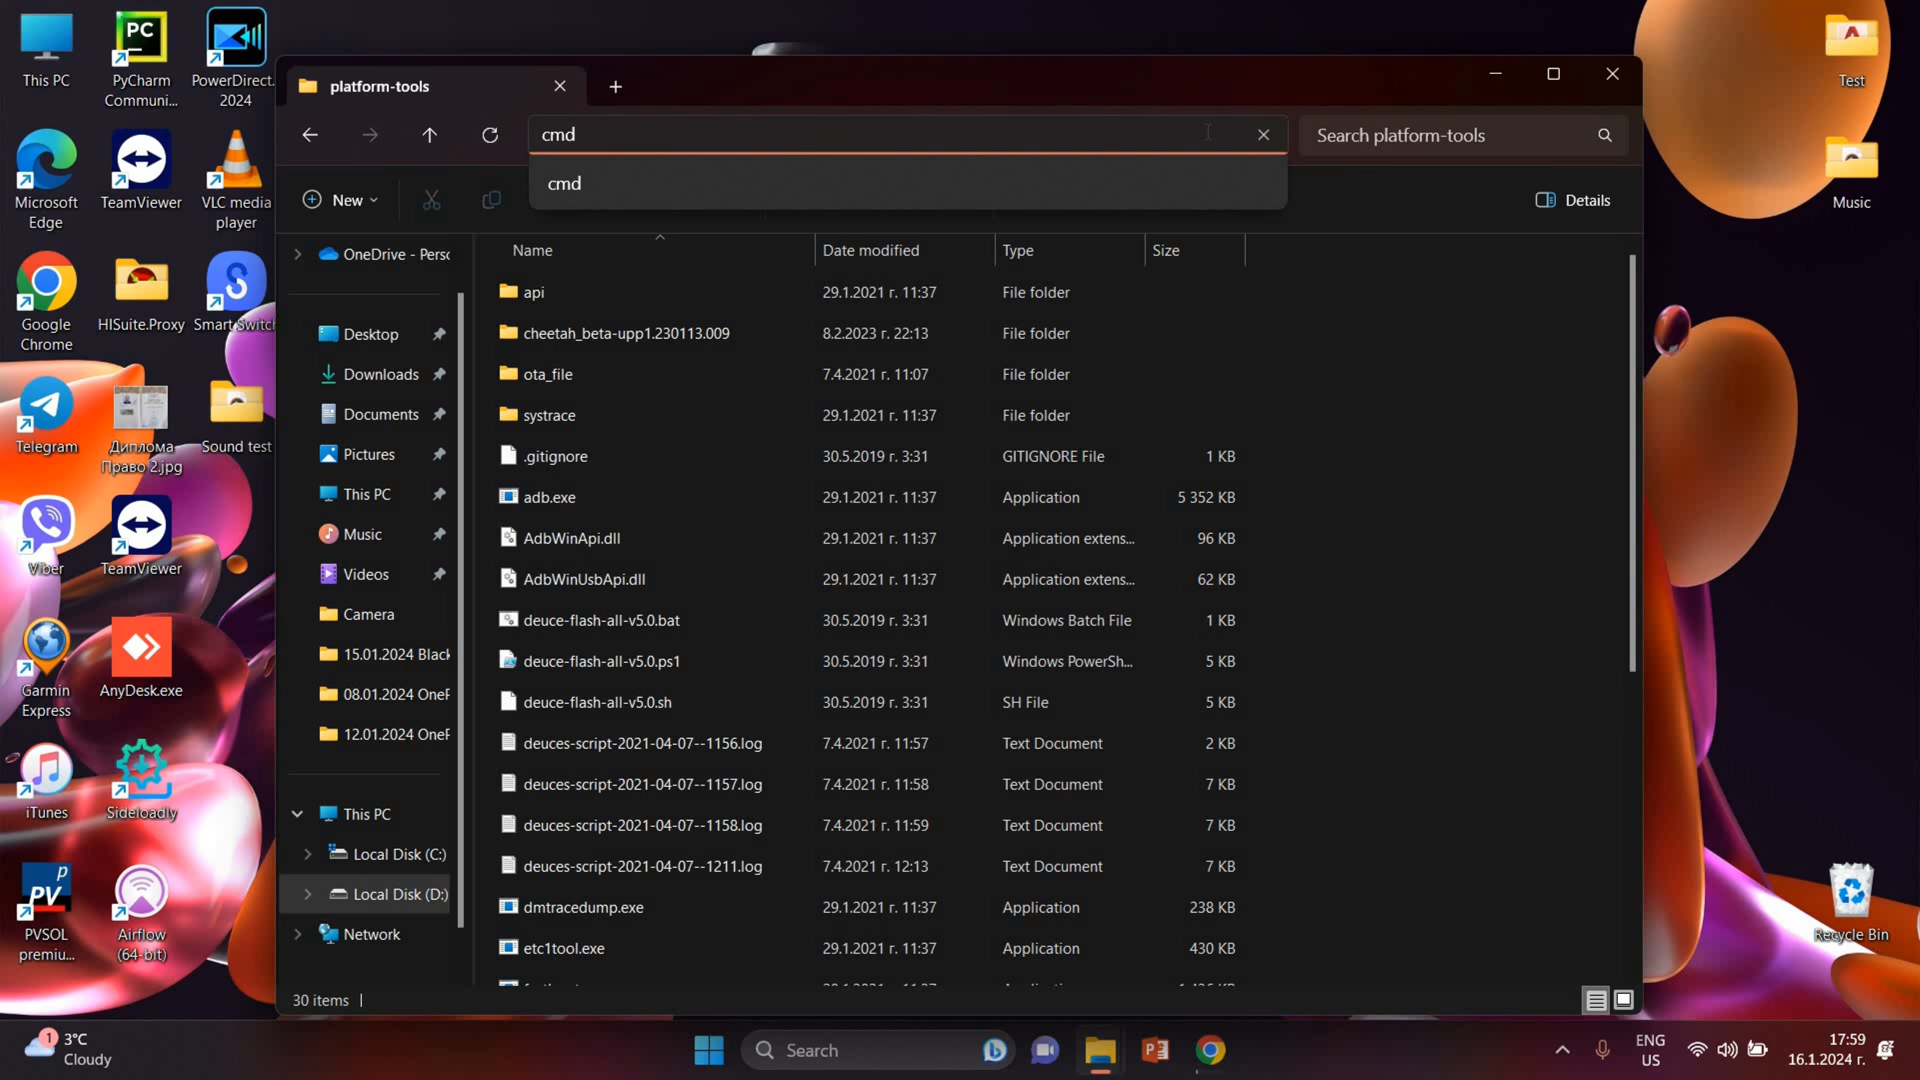 This PC
PyCharm
Communi...
PowerDirect...
2024
Microsoft
Edge
TeamViewer
VLC media
player
Google
Chrome
HISuite.Proxy
Smart Switch
Telegram
Диплома
Право 2.jpg
Sound test
Viber
TeamViewer
Garmin
Express
AnyDesk.exe
iTunes
Sideloadly
PVSOL
premiu...
Airflow
(64-bit)
Test
Music
Recycle Bin
platform-tools
cmd
Search platform-tools
cmd
New
Details
OneDrive - Perso
Desktop
Downloads
Documents
Pictures
This PC
Music
Videos
Camera
15.01.2024 Black
08.01.2024 OneP
12.01.2024 OneP
This PC
Local Disk (C:)
Local Disk (D:)
Network
Name Date modified Type Size
api 29.1.2021 г. 11:37 File folder
cheetah_beta-upp1.230113.009 8.2.2023 г. 22:13 File folder
ota_file 7.4.2021 г. 11:07 File folder
systrace 29.1.2021 г. 11:37 File folder
.gitignore 30.5.2019 г. 3:31 GITIGNORE File 1 KB
adb.exe 29.1.2021 г. 11:37 Application 5 352 KB
AdbWinApi.dll 29.1.2021 г. 11:37 Application extens... 96 KB
AdbWinUsbApi.dll 29.1.2021 г. 11:37 Application extens... 62 KB
deuce-flash-all-v5.0.bat 30.5.2019 г. 3:31 Windows Batch File 1 KB
deuce-flash-all-v5.0.ps1 30.5.2019 г. 3:31 Windows PowerSh... 5 KB
deuce-flash-all-v5.0.sh 30.5.2019 г. 3:31 SH File 5 KB
deuces-script-2021-04-07--1156.log 7.4.2021 г. 11:57 Text Document 2 KB
deuces-script-2021-04-07--1157.log 7.4.2021 г. 11:58 Text Document 7 KB
deuces-script-2021-04-07--1158.log 7.4.2021 г. 11:59 Text Document 7 KB
deuces-script-2021-04-07--1211.log 7.4.2021 г. 12:13 Text Document 7 KB
dmtracedump.exe 29.1.2021 г. 11:37 Application 238 KB
etc1tool.exe 29.1.2021 г. 11:37 Application 430 KB
30 items
1
3°C
Cloudy
Search
ENG
US
17:59
16.1.2024 г.